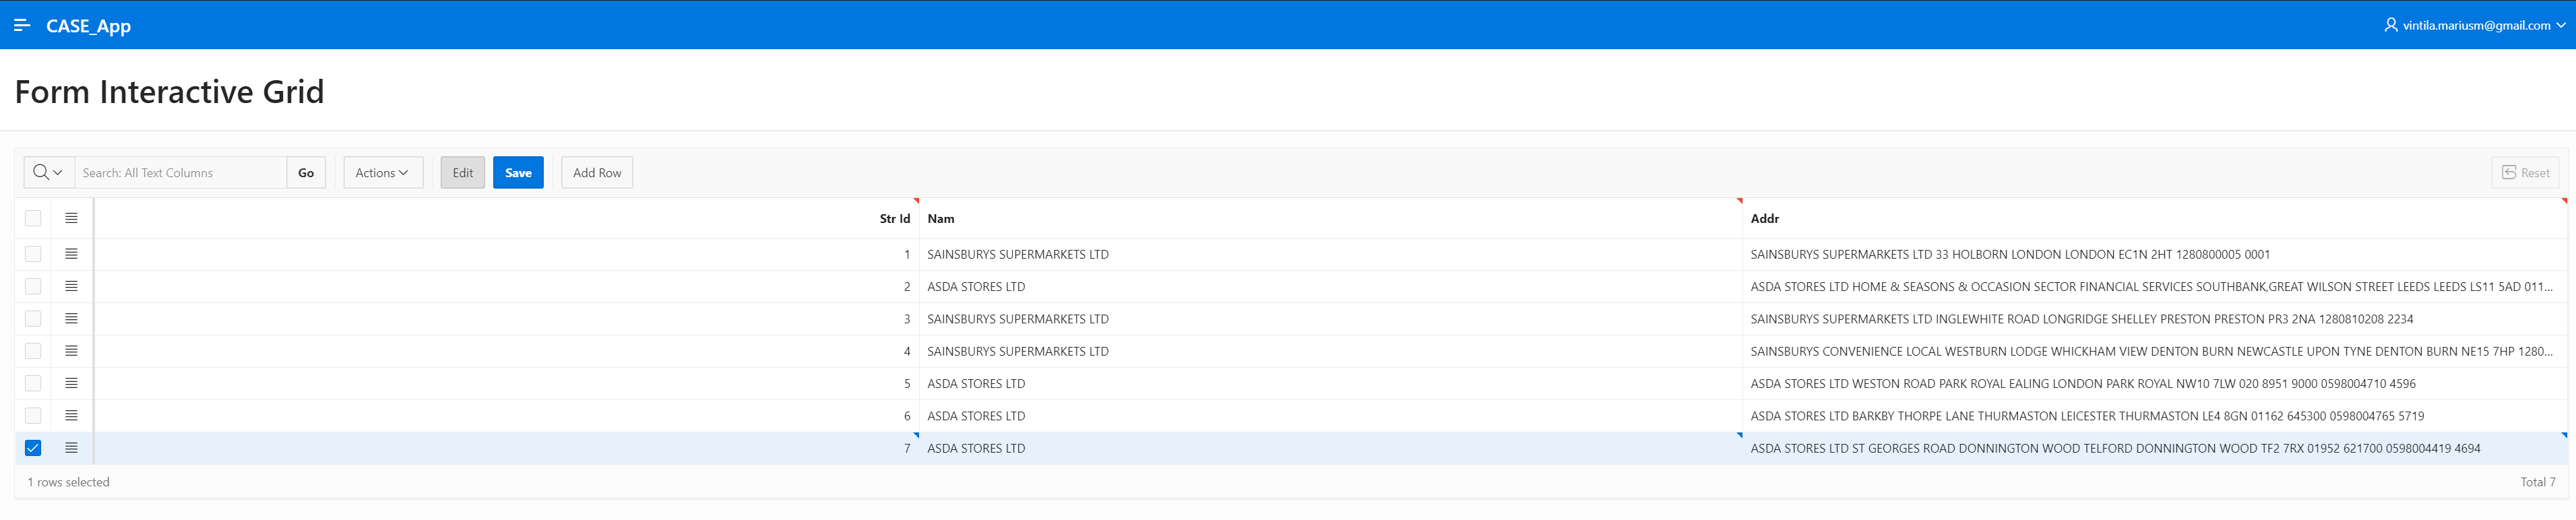 CASE_App
vintila.mariusm@gmail.com
Form Interactive Grid
Search: All Text Columns Go Actions Edit Save Add Row Reset
Str Id Nam Addr
1 SAINSBURYS SUPERMARKETS LTD SAINSBURYS SUPERMARKETS LTD 33 HOLBORN LONDON LONDON EC1N 2HT 1280800005 0001
2 ASDA STORES LTD ASDA STORES LTD HOME & SEASONS & OCCASION SECTOR FINANCIAL SERVICES SOUTHBANK,GREAT WILSON STREET LEEDS LEEDS LS11 5AD 011...
3 SAINSBURYS SUPERMARKETS LTD SAINSBURYS SUPERMARKETS LTD INGLEWHITE ROAD LONGRIDGE SHELLEY PRESTON PRESTON PR3 2NA 1280810208 2234
4 SAINSBURYS SUPERMARKETS LTD SAINSBURYS CONVENIENCE LOCAL WESTBURN LODGE WHICKHAM VIEW DENTON BURN NEWCASTLE UPON TYNE DENTON BURN NE15 7HP 1280...
5 ASDA STORES LTD ASDA STORES LTD WESTON ROAD PARK ROYAL EALING LONDON PARK ROYAL NW10 7LW 020 8951 9000 0598004710 4596
6 ASDA STORES LTD ASDA STORES LTD BARKBY THORPE LANE THURMASTON LEICESTER THURMASTON LE4 8GN 01162 645300 0598004765 5719
7 ASDA STORES LTD ASDA STORES LTD ST GEORGES ROAD DONNINGTON WOOD TELFORD DONNINGTON WOOD TF2 7RX 01952 621700 0598004419 4694
1 rows selected Total 7